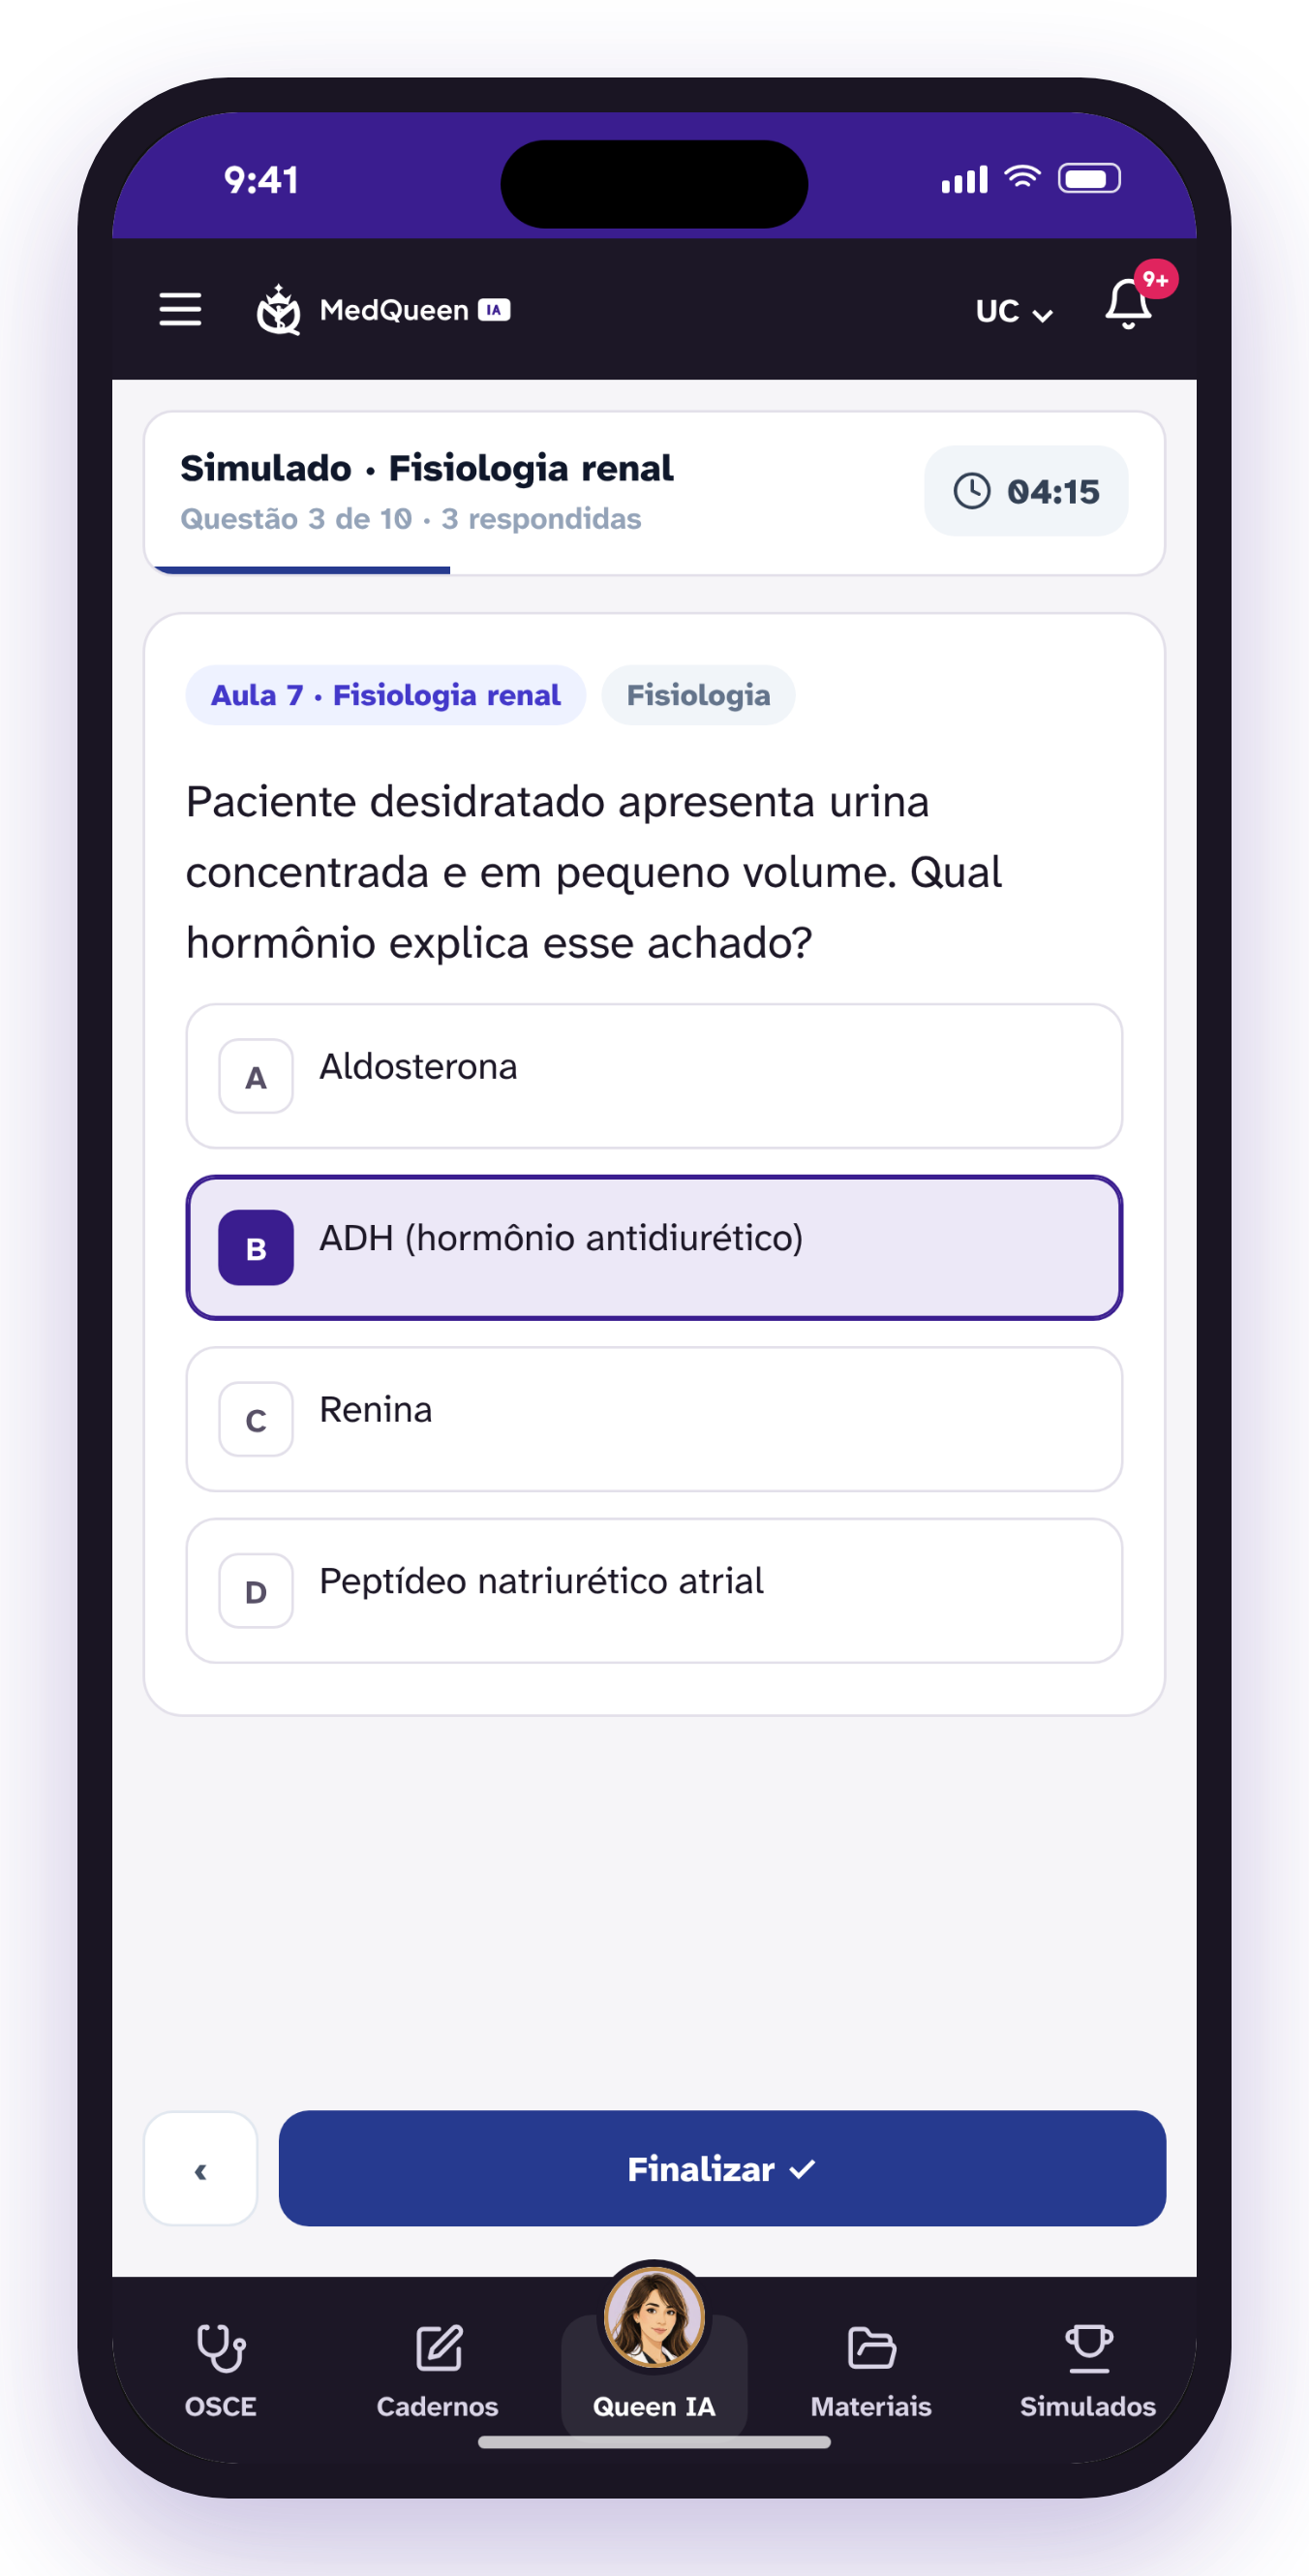 9:41
MedQueen IA
UC
9+
Simulado · Fisiologia renal
Questão 3 de 10 · 3 respondidas
04:15
Aula 7 · Fisiologia renal
Fisiologia
Paciente desidratado apresenta urina
concentrada e em pequeno volume. Qual
hormônio explica esse achado?
A
Aldosterona
B
ADH (hormônio antidiurético)
C
Renina
D
Peptídeo natriurético atrial
‹
Finalizar ✓
OSCE
Cadernos
Queen IA
Materiais
Simulados